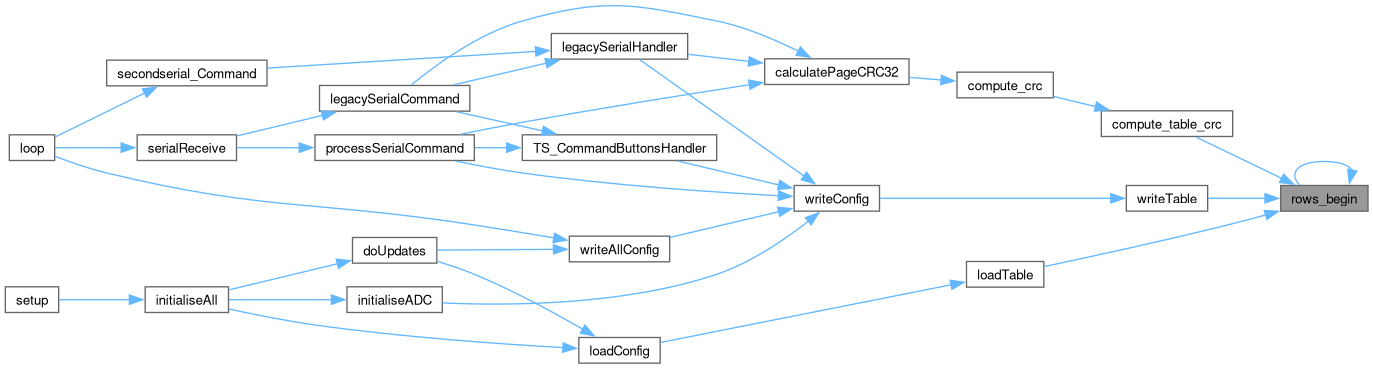 legacySerialHandler
secondserial_Command
calculatePageCRC32
compute_crc
legacySerialCommand
compute_table_crc
loop
serialReceive
processSerialCommand
TS_CommandButtonsHandler
writeConfig
writeTable
rows_begin
doUpdates
writeAllConfig
loadTable
setup
initialiseAll
initialiseADC
loadConfig